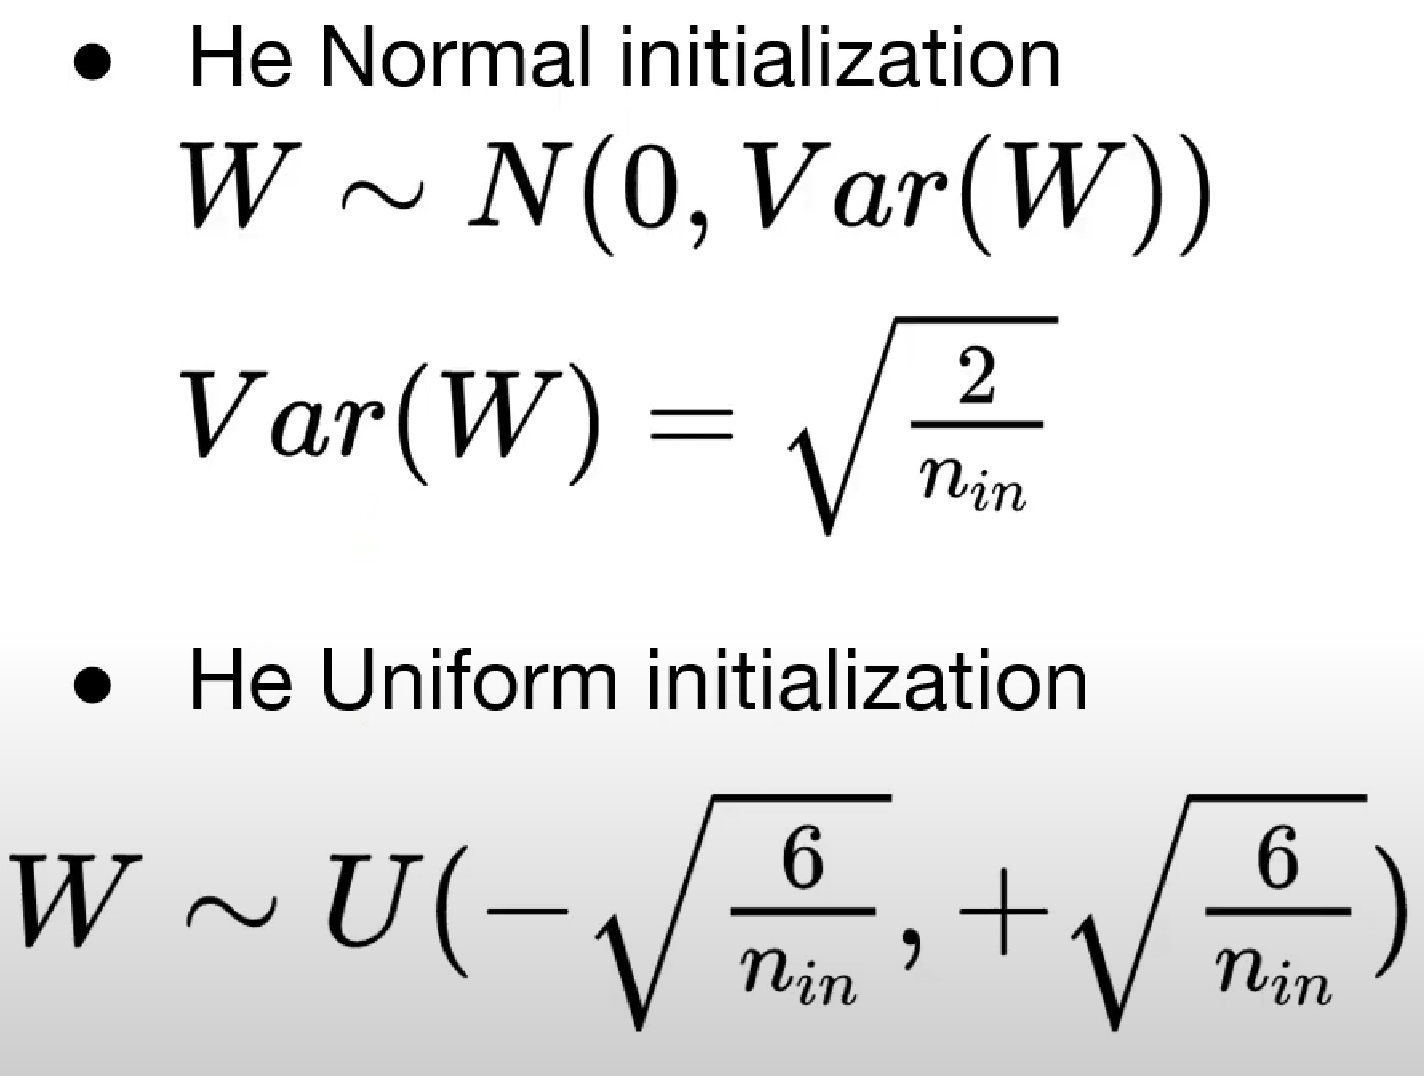 ● He Normal initialization
W ∼ N(0, Var(W))
Var(W) = √(2/n_in)
● He Uniform initialization
W ∼ U(−√(6/n_in), +√(6/n_in))